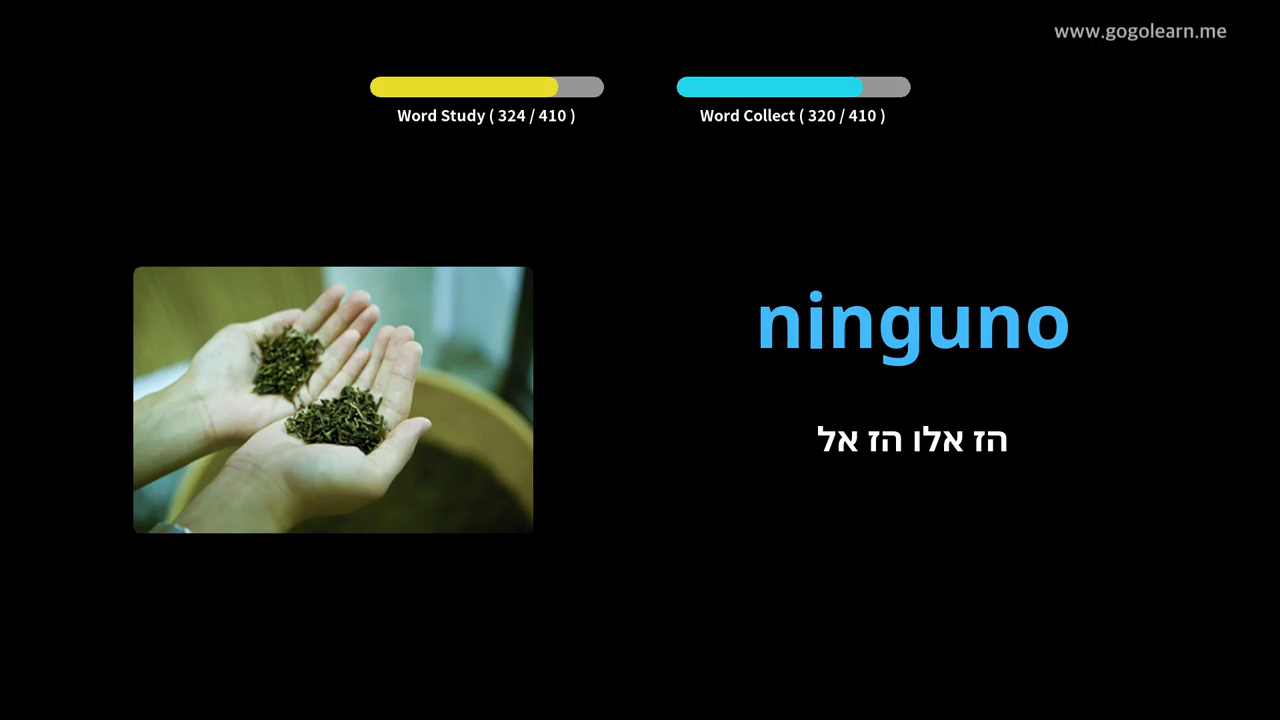 www.gogolearn.me
Word Study ( 324 / 410 )
Word Collect ( 320 / 410 )
ninguno
הז אלו הז אל